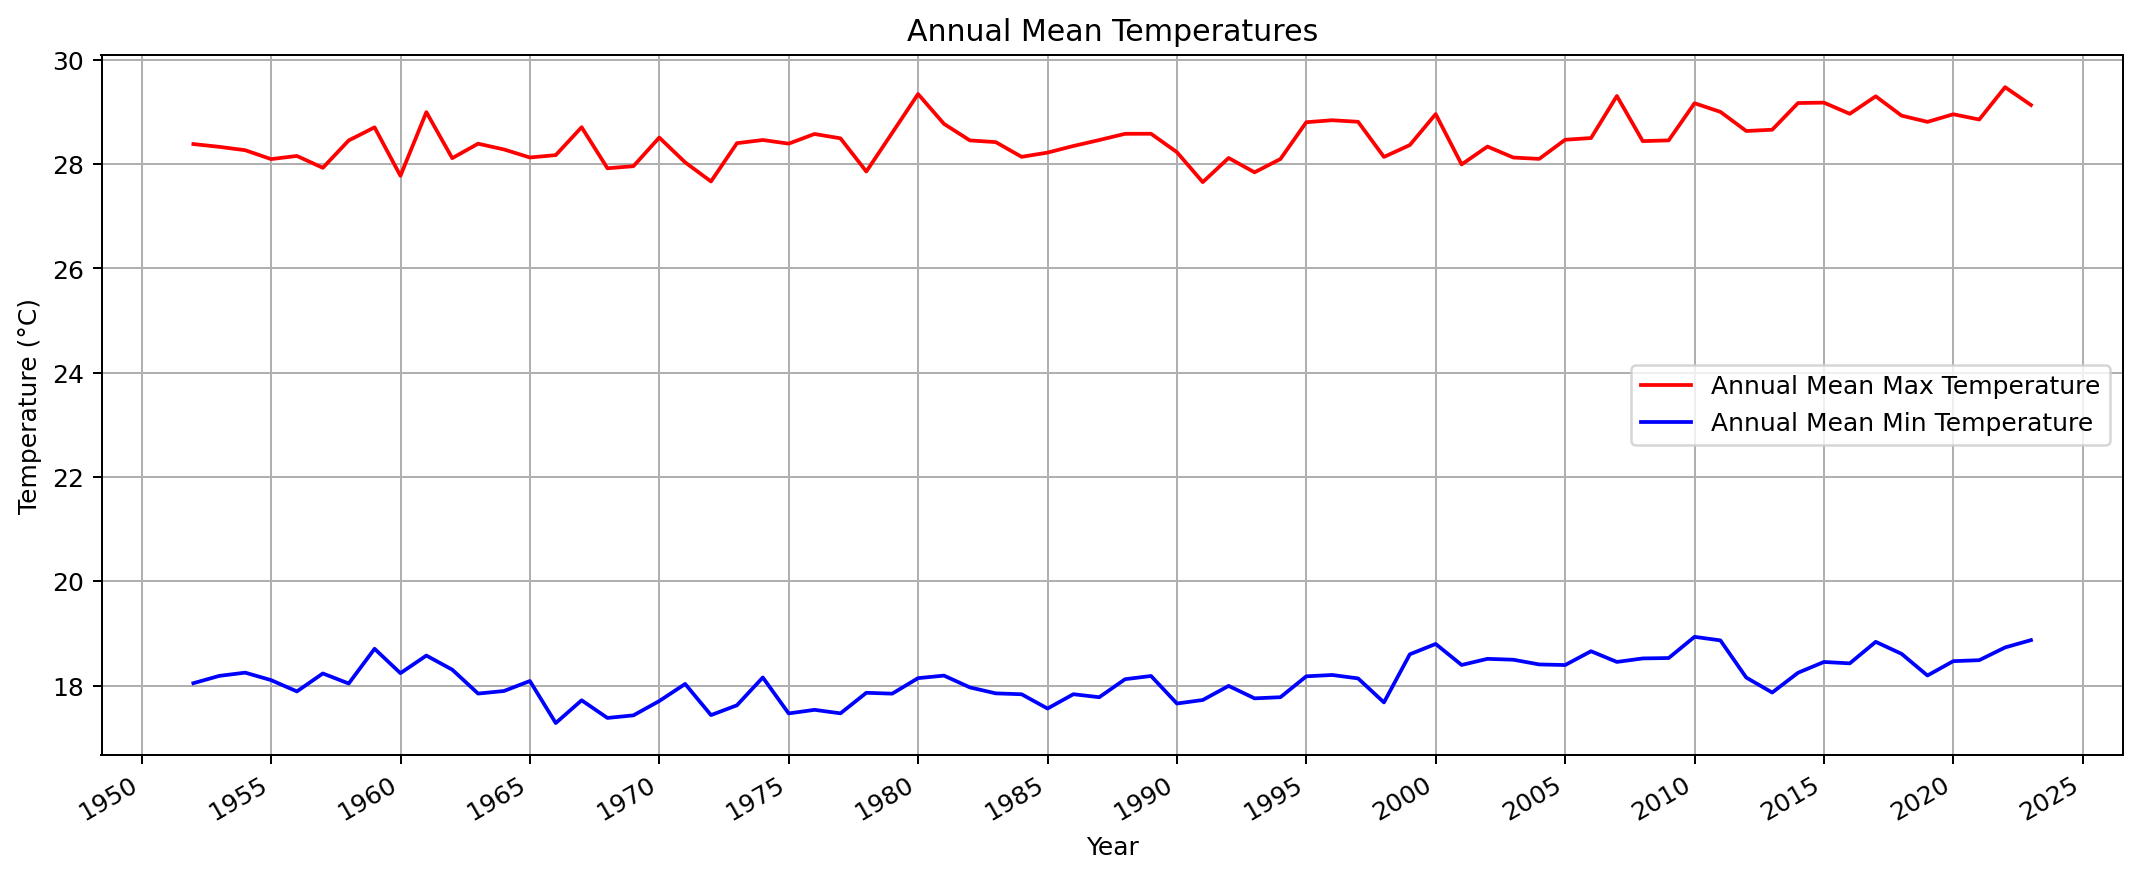 Annual Mean Temperatures
30
28
26
24
22
20
18
Temperature (°C)
Annual Mean Max Temperature
Annual Mean Min Temperature
1950 1955 1960 1965 1970 1975 1980 1985 1990 1995 2000 2005 2010 2015 2020 2025
Year